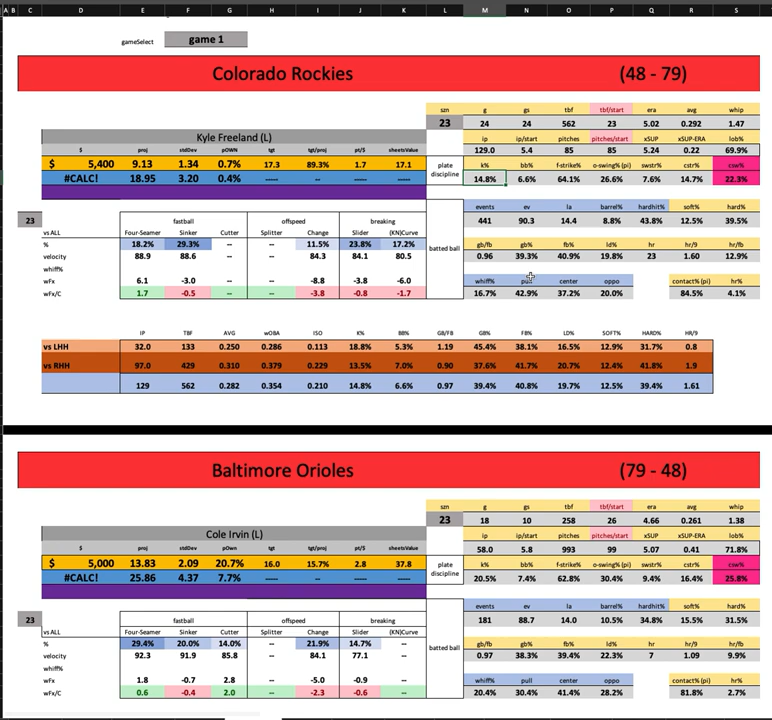 A B C D E F G H I J K L M N O P Q R S
gameSelect game 1
Colorado Rockies (48 - 79)
szn g gs tbf tbf/start era avg whip
23 24 24 562 23 5.02 0.292 1.47
Kyle Freeland (L) ip ip/start pitches pitches/start xSUP xSUP-ERA lob%
129.0 5.4 85 85 5.24 0.22 69.9%
$ proj stdDev pOWN tgt tgt/proj pt/$ sheetsValue
$ 5,400 9.13 1.34 0.7% 17.3 89.3% 1.7 17.1 plate discipline k% bb% f-strike% o-swing% (pi) swstr% cstr% csw%
#CALC! 18.95 3.20 0.4% ----- -- ----- ----- 14.8% 6.6% 64.1% 26.6% 7.6% 14.7% 22.3%
events ev la barrel% hardhit% soft% hard%
23 fastball offspeed breaking 441 90.3 14.4 8.8% 43.8% 12.5% 39.5%
vs ALL Four-Seamer Sinker Cutter Splitter Change Slider (KN)Curve
% 18.2% 29.3% -- -- 11.5% 23.8% 17.2% batted ball gb/fb gb% fb% ld% hr hr/9 hr/fb
velocity 88.9 88.6 -- -- 84.3 84.1 80.5 0.96 39.3% 40.9% 19.8% 23 1.60 12.9%
whiff%
wFx 6.1 -3.0 -- -- -8.8 -3.8 -6.0 whiff% pull center oppo contact% (pi) hr%
wFx/C 1.7 -0.5 -- -- -3.8 -0.8 -1.7 16.7% 42.9% 37.2% 20.0% 84.5% 4.1%
IP TBF AVG wOBA ISO K% BB% GB/FB GB% FB% LD% SOFT% HARD% HR/9
vs LHH 32.0 133 0.250 0.286 0.113 18.8% 5.3% 1.19 45.4% 38.1% 16.5% 12.9% 31.7% 0.8
vs RHH 97.0 429 0.310 0.379 0.229 13.5% 7.0% 0.90 37.6% 41.7% 20.7% 12.4% 41.8% 1.9
129 562 0.282 0.354 0.210 14.8% 6.6% 0.97 39.4% 40.8% 19.7% 12.5% 39.4% 1.61
Baltimore Orioles (79 - 48)
szn g gs tbf tbf/start era avg whip
23 18 10 258 26 4.66 0.261 1.38
Cole Irvin (L) ip ip/start pitches pitches/start xSUP xSUP-ERA lob%
$ proj stdDev pOwn tgt tgt/proj pt/$ sheetsValue 58.0 5.8 993 99 5.07 0.41 71.8%
$ 5,000 13.83 2.09 20.7% 16.0 15.7% 2.8 37.8 plate discipline k% bb% f-strike% o-swing% (pi) swstr% cstr% csw%
#CALC! 25.86 4.37 7.7% ----- -- ----- ----- 20.5% 7.4% 62.8% 30.4% 9.4% 16.4% 25.8%
events ev la barrel% hardhit% soft% hard%
23 fastball offspeed breaking 181 88.7 14.0 10.5% 34.8% 15.5% 31.5%
vs ALL Four-Seamer Sinker Cutter Splitter Change Slider (KN)Curve
% 29.4% 20.0% 14.0% -- 21.9% 14.7% -- batted ball gb/fb gb% fb% ld% hr hr/9 hr/fb
velocity 92.3 91.9 85.8 -- 84.1 77.1 -- 0.97 38.3% 39.4% 22.3% 7 1.09 9.9%
whiff%
wFx 1.8 -0.7 2.8 -- -5.0 -0.9 -- whiff% pull center oppo contact% (pi) hr%
wFx/C 0.6 -0.4 2.0 -- -2.3 -0.6 -- 20.4% 30.4% 41.4% 28.2% 81.8% 2.7%